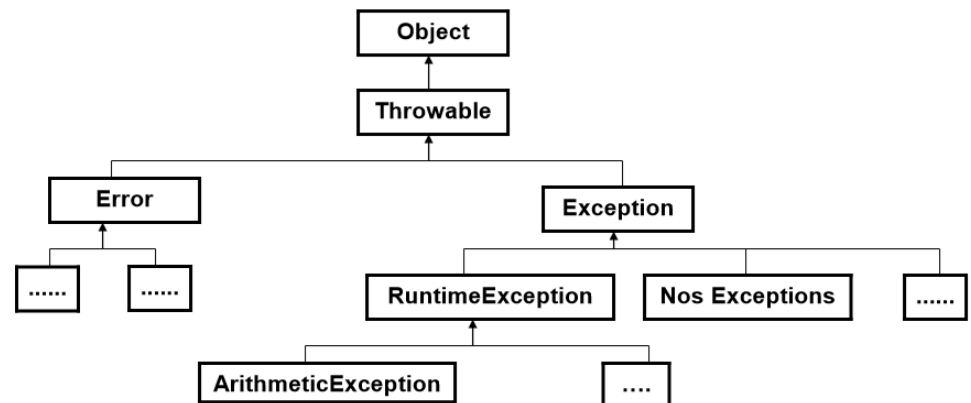 Object
Throwable
Error
Exception
...... ......
RuntimeException Nos Exceptions ......
ArithmeticException ....